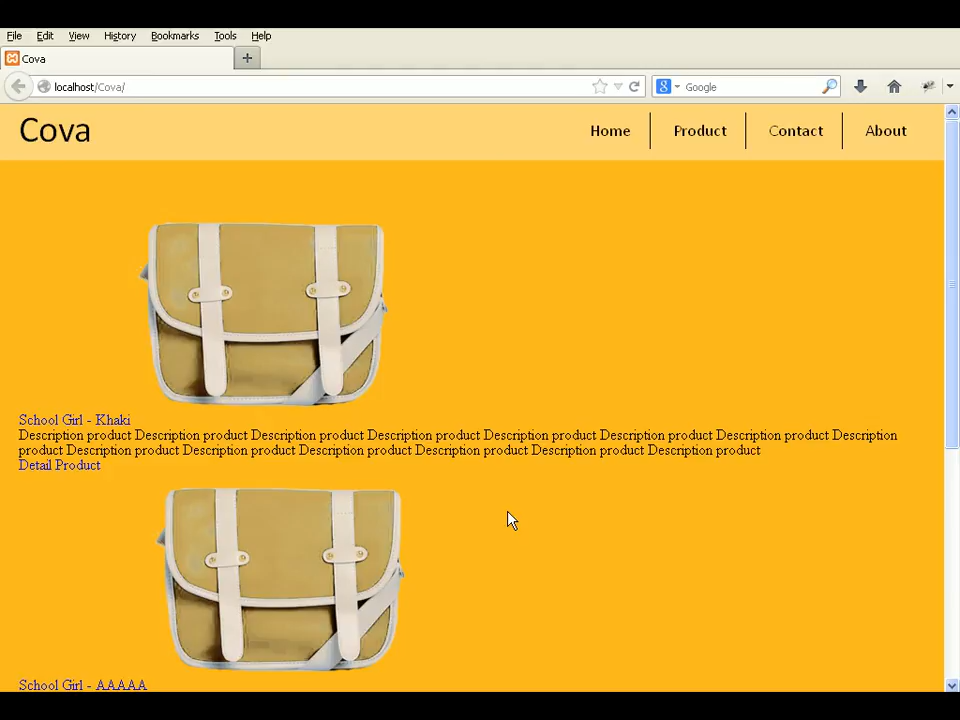 File Edit View History Bookmarks Tools Help
Cova
localhost/Cova/
Google
Cova
Home Product Contact About
School Girl - Khaki
Description product Description product Description product Description product Description product Description product Description product Description
product Description product Description product Description product Description product Description product Description product
Detail Product
School Girl - AAAAA